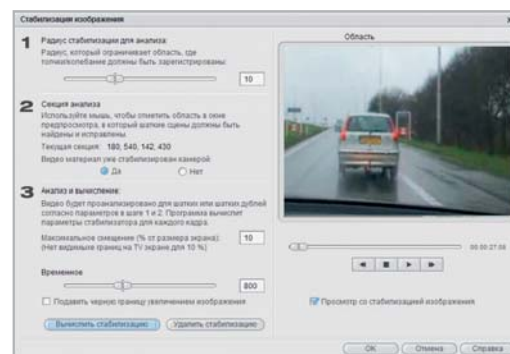 Стабилизация изображения
1 Радиус стабилизации для анализа:
Радиус, который ограничивает область, где
толчки/колебание должны быть зарегистрированы
10
2 Секция анализа
Используйте мышь, чтобы отметить область в окне
предпросмотра, в который шаткие сцены должны быть
найдены и исправлены.
Текущая секция: 180, 540, 142, 430
Видео материал уже стабилизирован камерой
Да Нет
3 Анализ и вычисление:
Видео будет проанализировано для шатких или шатких дублей
согласно параметров в шаге 1 и 2. Программа вычислит
параметры стабилизатора для каждого кадра.
Максимальное смещение (% от размера экрана):
(Нет видимыи границ на TV экране для 10 %)
10
Временное
800
Подавить черную границу увеличением изображения
Вычислить стабилизацию Удалить стабилизацию
Область
00:00:27:08
Просмотр со стабилизацией изображения
OK Отмена Справка